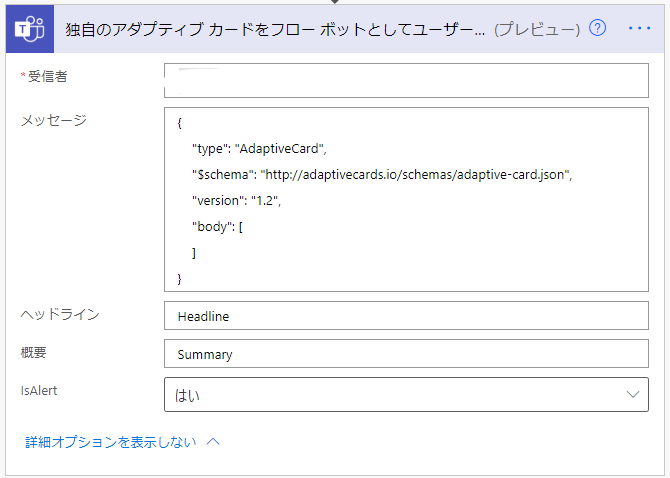 独自のアダプティブ カードをフロー ボットとしてユーザー... (プレビュー)
* 受信者
メッセージ
{
"type": "AdaptiveCard",
"$schema": "http://adaptivecards.io/schemas/adaptive-card.json",
"version": "1.2",
"body": [
]
}
ヘッドライン
Headline
概要
Summary
IsAlert
はい
詳細オプションを表示しない